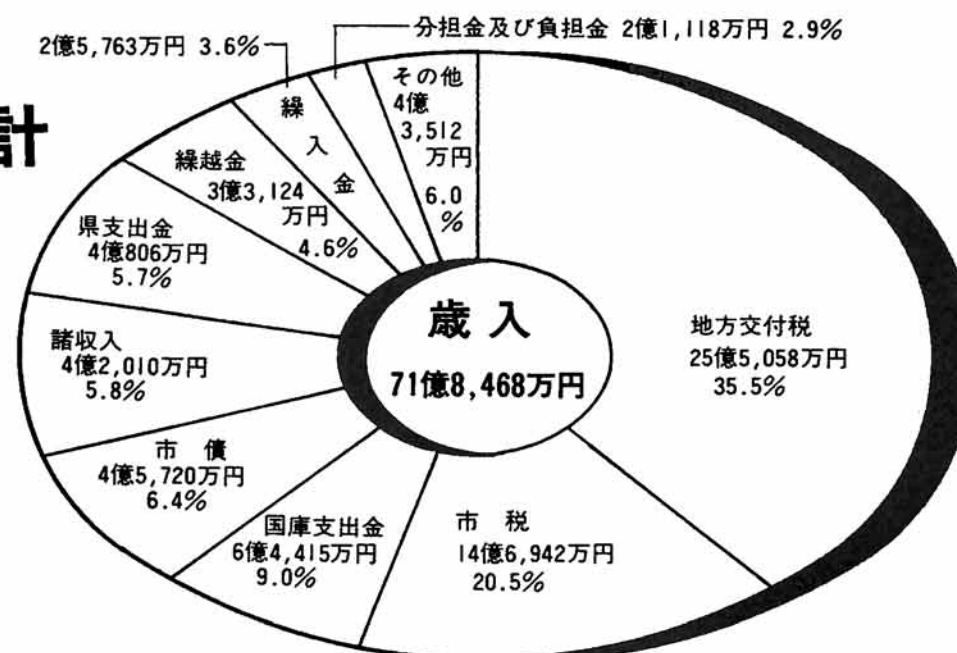 計
歳入
71億8,468万円
地方交付税
25億5,058万円
35.5%
市税
14億6,942万円
20.5%
国庫支出金
6億4,415万円
9.0%
市債
4億5,720万円
6.4%
諸収入
4億2,010万円
5.8%
県支出金
4億806万円
5.7%
繰越金
3億3,124
万円
4.6%
繰入金
2億5,763万円 3.6%
分担金及び負担金 2億1,118万円 2.9%
その他
4億
3,512
万円
6.0
%